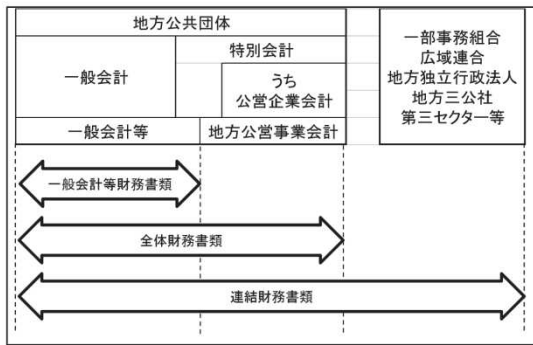 地方公共団体
一般会計
特別会計
うち
公営企業会計
一般会計等
地方公営事業会計
一部事務組合
広域連合
地方独立行政法人
地方三公社
第三セクター等
一般会計等財務書類
全体財務書類
連結財務書類